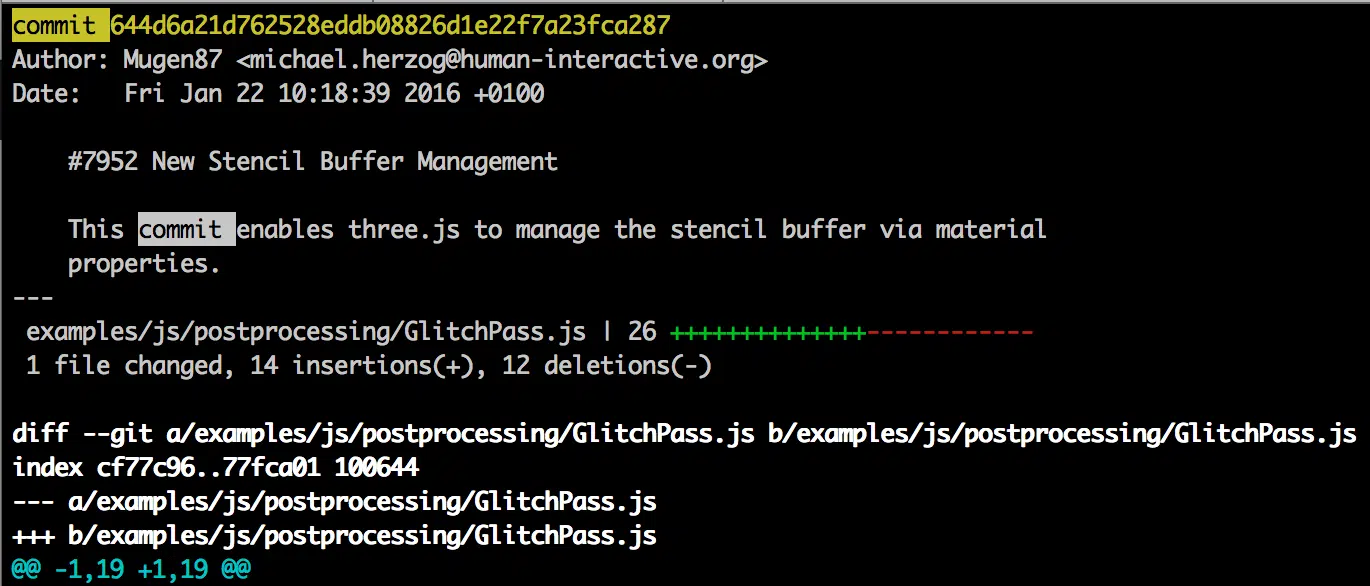 commit 644d6a21d762528eddb08826d1e22f7a23fca287
Author: Mugen87 <michael.herzog@human-interactive.org>
Date:   Fri Jan 22 10:18:39 2016 +0100
#7952 New Stencil Buffer Management
This commit enables three.js to manage the stencil buffer via material
properties.
---
examples/js/postprocessing/GlitchPass.js | 26 ++++++++++++++------------
1 file changed, 14 insertions(+), 12 deletions(-)
diff --git a/examples/js/postprocessing/GlitchPass.js b/examples/js/postprocessing/GlitchPass.js
index cf77c96..77fca01 100644
--- a/examples/js/postprocessing/GlitchPass.js
+++ b/examples/js/postprocessing/GlitchPass.js
@@ -1,19 +1,19 @@